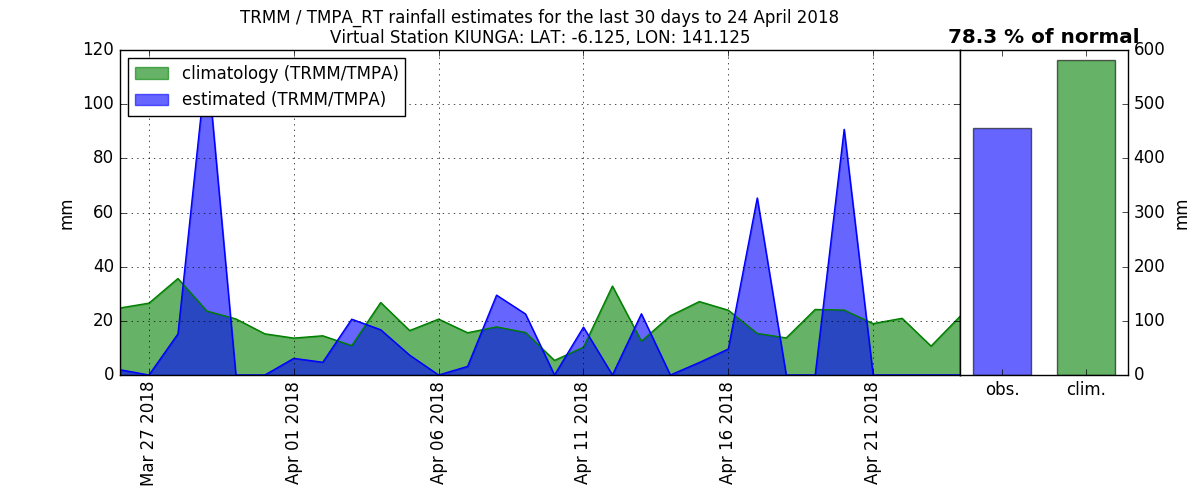 TRMM / TMPA_RT rainfall estimates for the last 30 days to 24 April 2018
Virtual Station KIUNGA: LAT: -6.125, LON: 141.125
78.3 % of normal
climatology (TRMM/TMPA)
estimated (TRMM/TMPA)
120
100
80
60
40
20
0
mm
Mar 27 2018
Apr 01 2018
Apr 06 2018
Apr 11 2018
Apr 16 2018
Apr 21 2018
600
500
400
300
200
100
0
mm
obs.
clim.